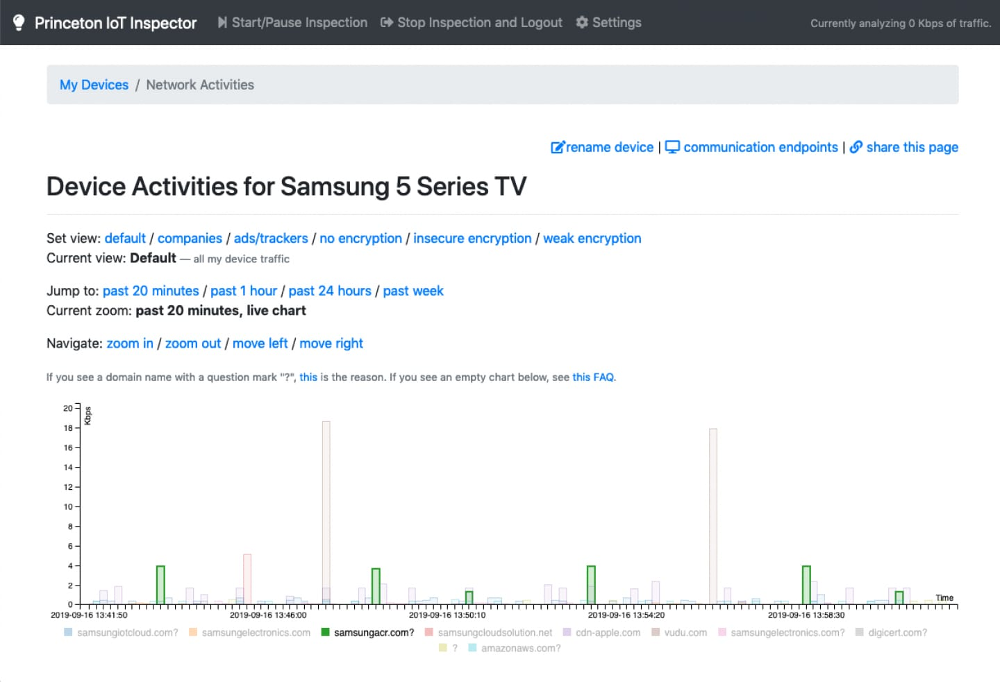 Princeton IoT Inspector Start/Pause Inspection Stop Inspection and Logout Settings Currently analyzing 0 Kbps of traffic.
My Devices / Network Activities
rename device | communication endpoints | share this page
Device Activities for Samsung 5 Series TV
Set view: default / companies / ads/trackers / no encryption / insecure encryption / weak encryption
Current view: Default — all my device traffic
Jump to: past 20 minutes / past 1 hour / past 24 hours / past week
Current zoom: past 20 minutes, live chart
Navigate: zoom in / zoom out / move left / move right
If you see a domain name with a question mark "?", this is the reason. If you see an empty chart below, see this FAQ.
20
Kbps
18
16
14
12
10
8
6
4
2
0
Time
2019-09-16 13:41:50 2019-09-16 13:46:00 2019-09-16 13:50:10 2019-09-16 13:54:20 2019-09-16 13:58:30
samsungiotcloud.com? samsungelectronics.com samsungacr.com? samsungcloudsolution.net cdn-apple.com vudu.com samsungelectronics.com? digicert.com?
? amazonaws.com?